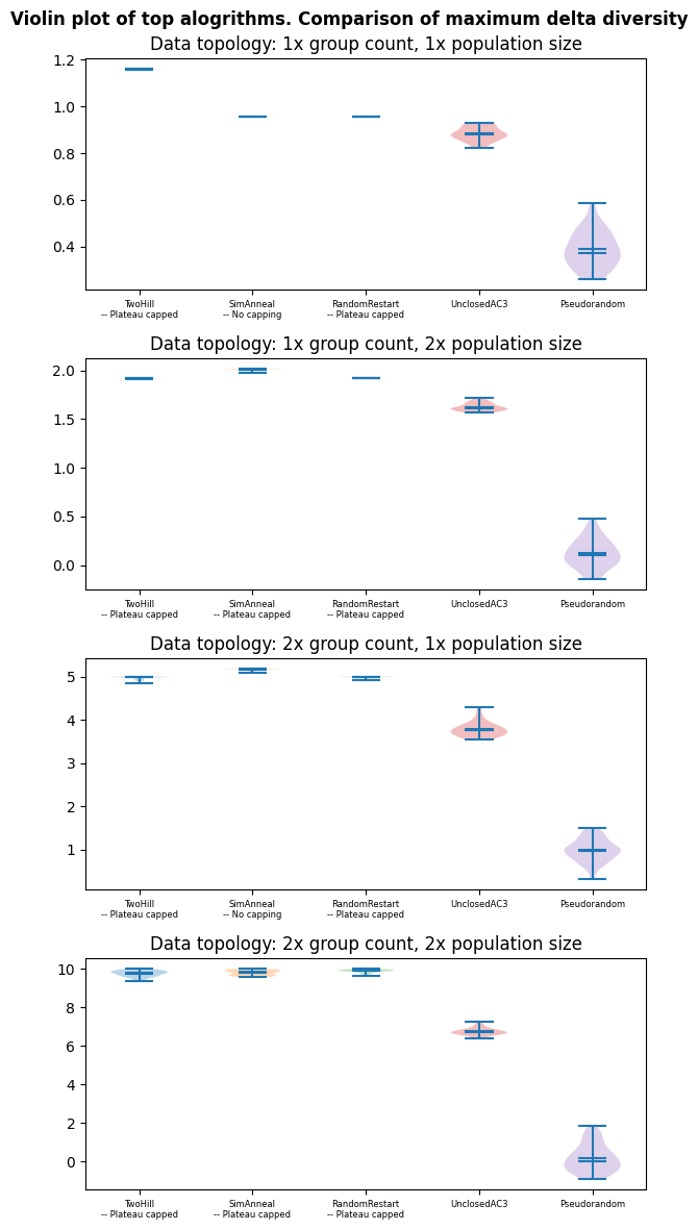 Violin plot of top alogrithms. Comparison of maximum delta diversity
Data topology: 1x group count, 1x population size
1.2
1.0
0.8
0.6
0.4
TwoHill SimAnneal RandomRestart UnclosedAC3 Pseudorandom
-- Plateau capped -- No capping -- Plateau capped
Data topology: 1x group count, 2x population size
2.0
1.5
1.0
0.5
0.0
TwoHill SimAnneal RandomRestart UnclosedAC3 Pseudorandom
-- Plateau capped -- Plateau capped -- Plateau capped
Data topology: 2x group count, 1x population size
5
4
3
2
1
TwoHill SimAnneal RandomRestart UnclosedAC3 Pseudorandom
-- Plateau capped -- No capping -- Plateau capped
Data topology: 2x group count, 2x population size
10
8
6
4
2
0
TwoHill SimAnneal RandomRestart UnclosedAC3 Pseudorandom
-- Plateau capped -- Plateau capped -- Plateau capped